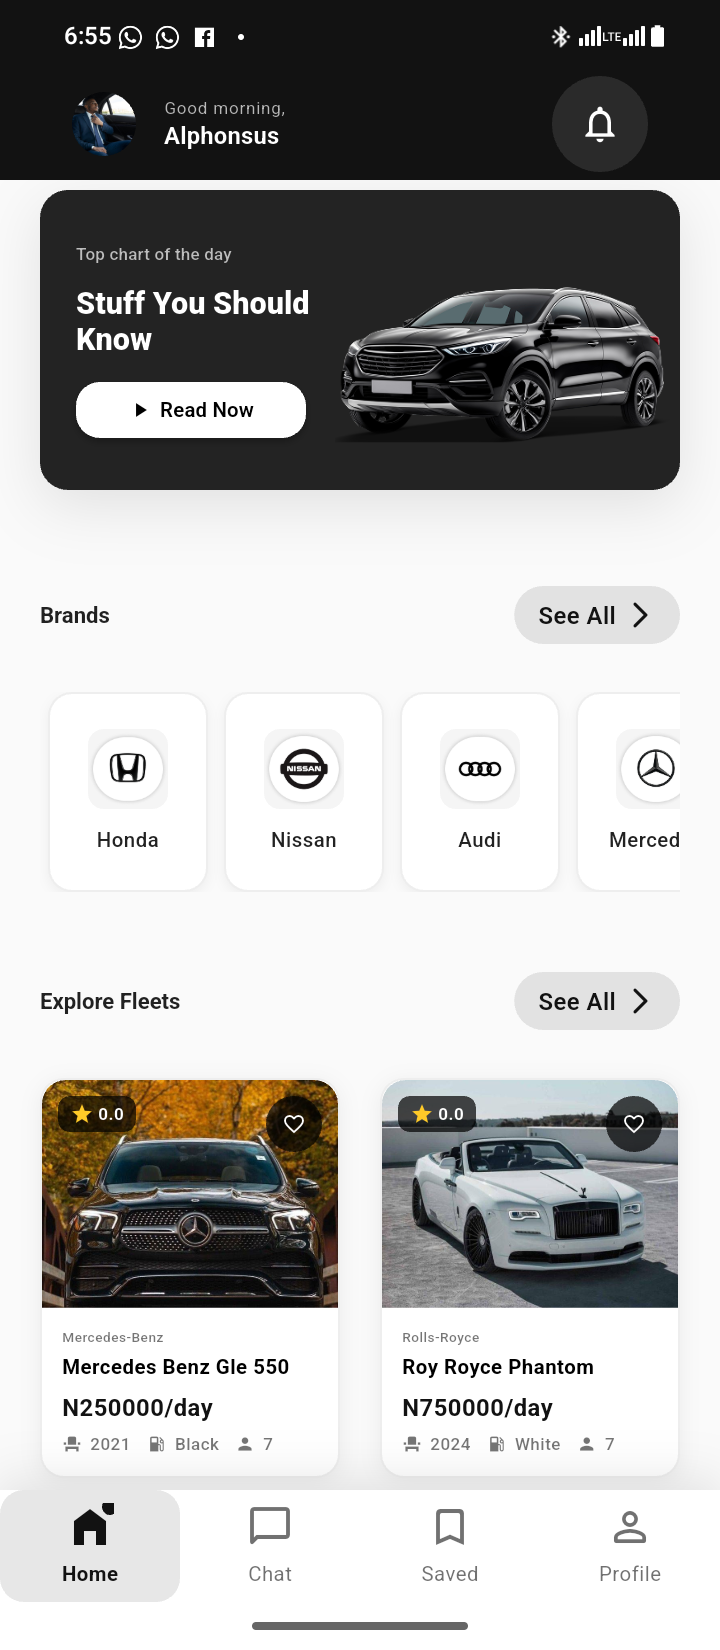 6:55
LTE
Good morning,
Alphonsus
Top chart of the day
Stuff You Should
Know
Read Now
Brands
See All
NISSAN
Honda
Nissan
Audi
Merced
Explore Fleets
See All
0.0
0.0
Mercedes-Benz
Rolls-Royce
Mercedes Benz Gle 550
Roy Royce Phantom
N250000/day
N750000/day
2021 Black 7
2024 White 7
Home
Chat
Saved
Profile